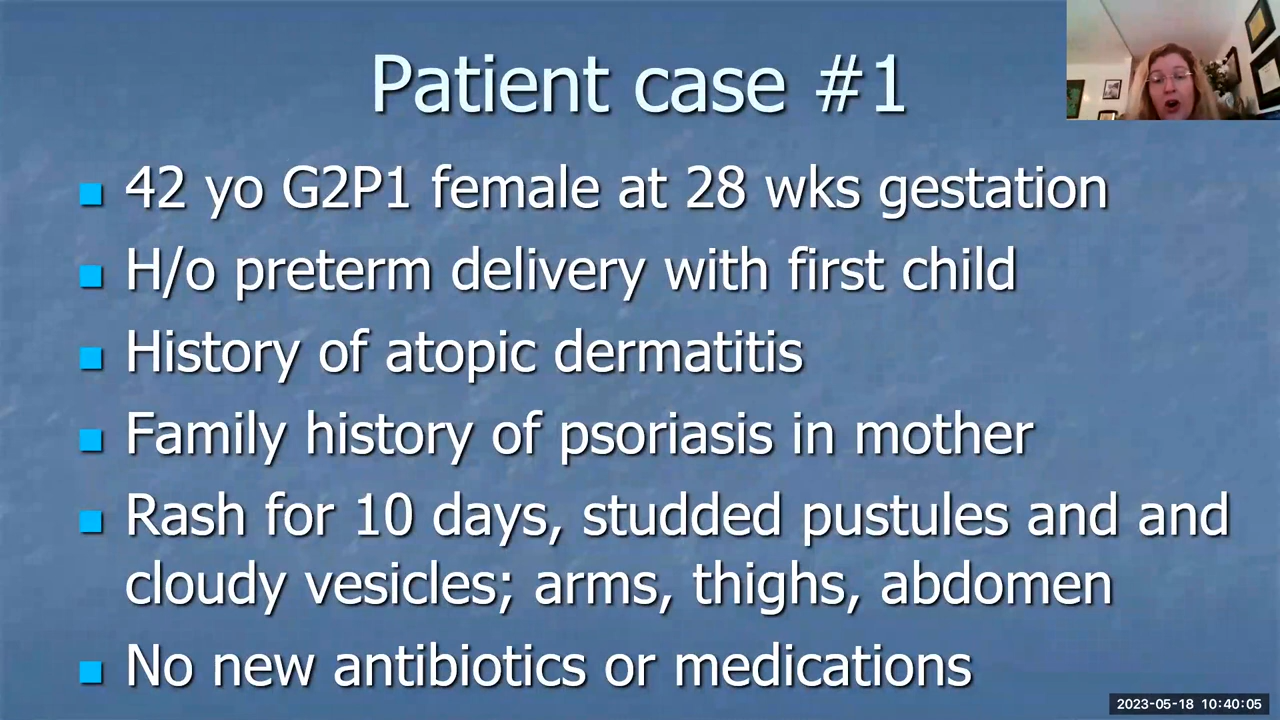 Patient case #1
42 yo G2P1 female at 28 wks gestation
H/o preterm delivery with first child
History of atopic dermatitis
Family history of psoriasis in mother
Rash for 10 days, studded pustules and and
cloudy vesicles; arms, thighs, abdomen
No new antibiotics or medications
2023-05-18 10:40:05